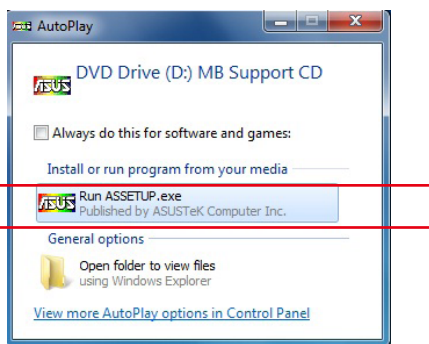 AutoPlay
DVD Drive (D:) MB Support CD
ASUS
Always do this for software and games:
Install or run program from your media
ASUS
Run ASSETUP.exe
Published by ASUSTeK Computer Inc.
General options
Open folder to view files
using Windows Explorer
View more AutoPlay options in Control Panel